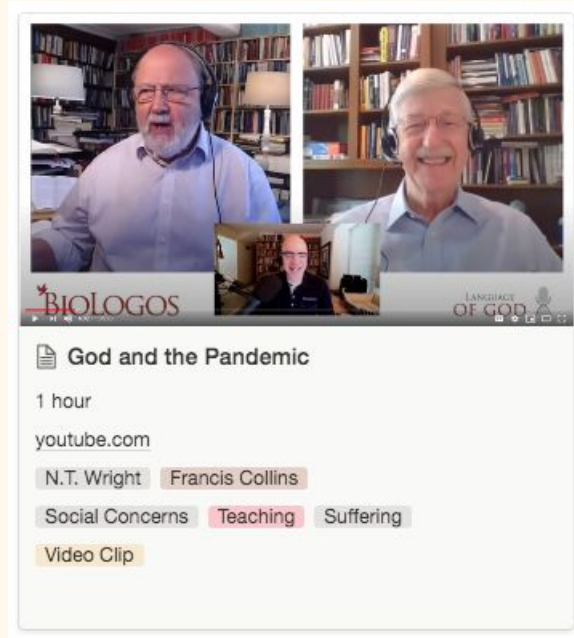 BIOLOGOS
LANGUAGE
OF GOD
God and the Pandemic
1 hour
youtube.com
N.T. Wright Francis Collins
Social Concerns Teaching Suffering
Video Clip